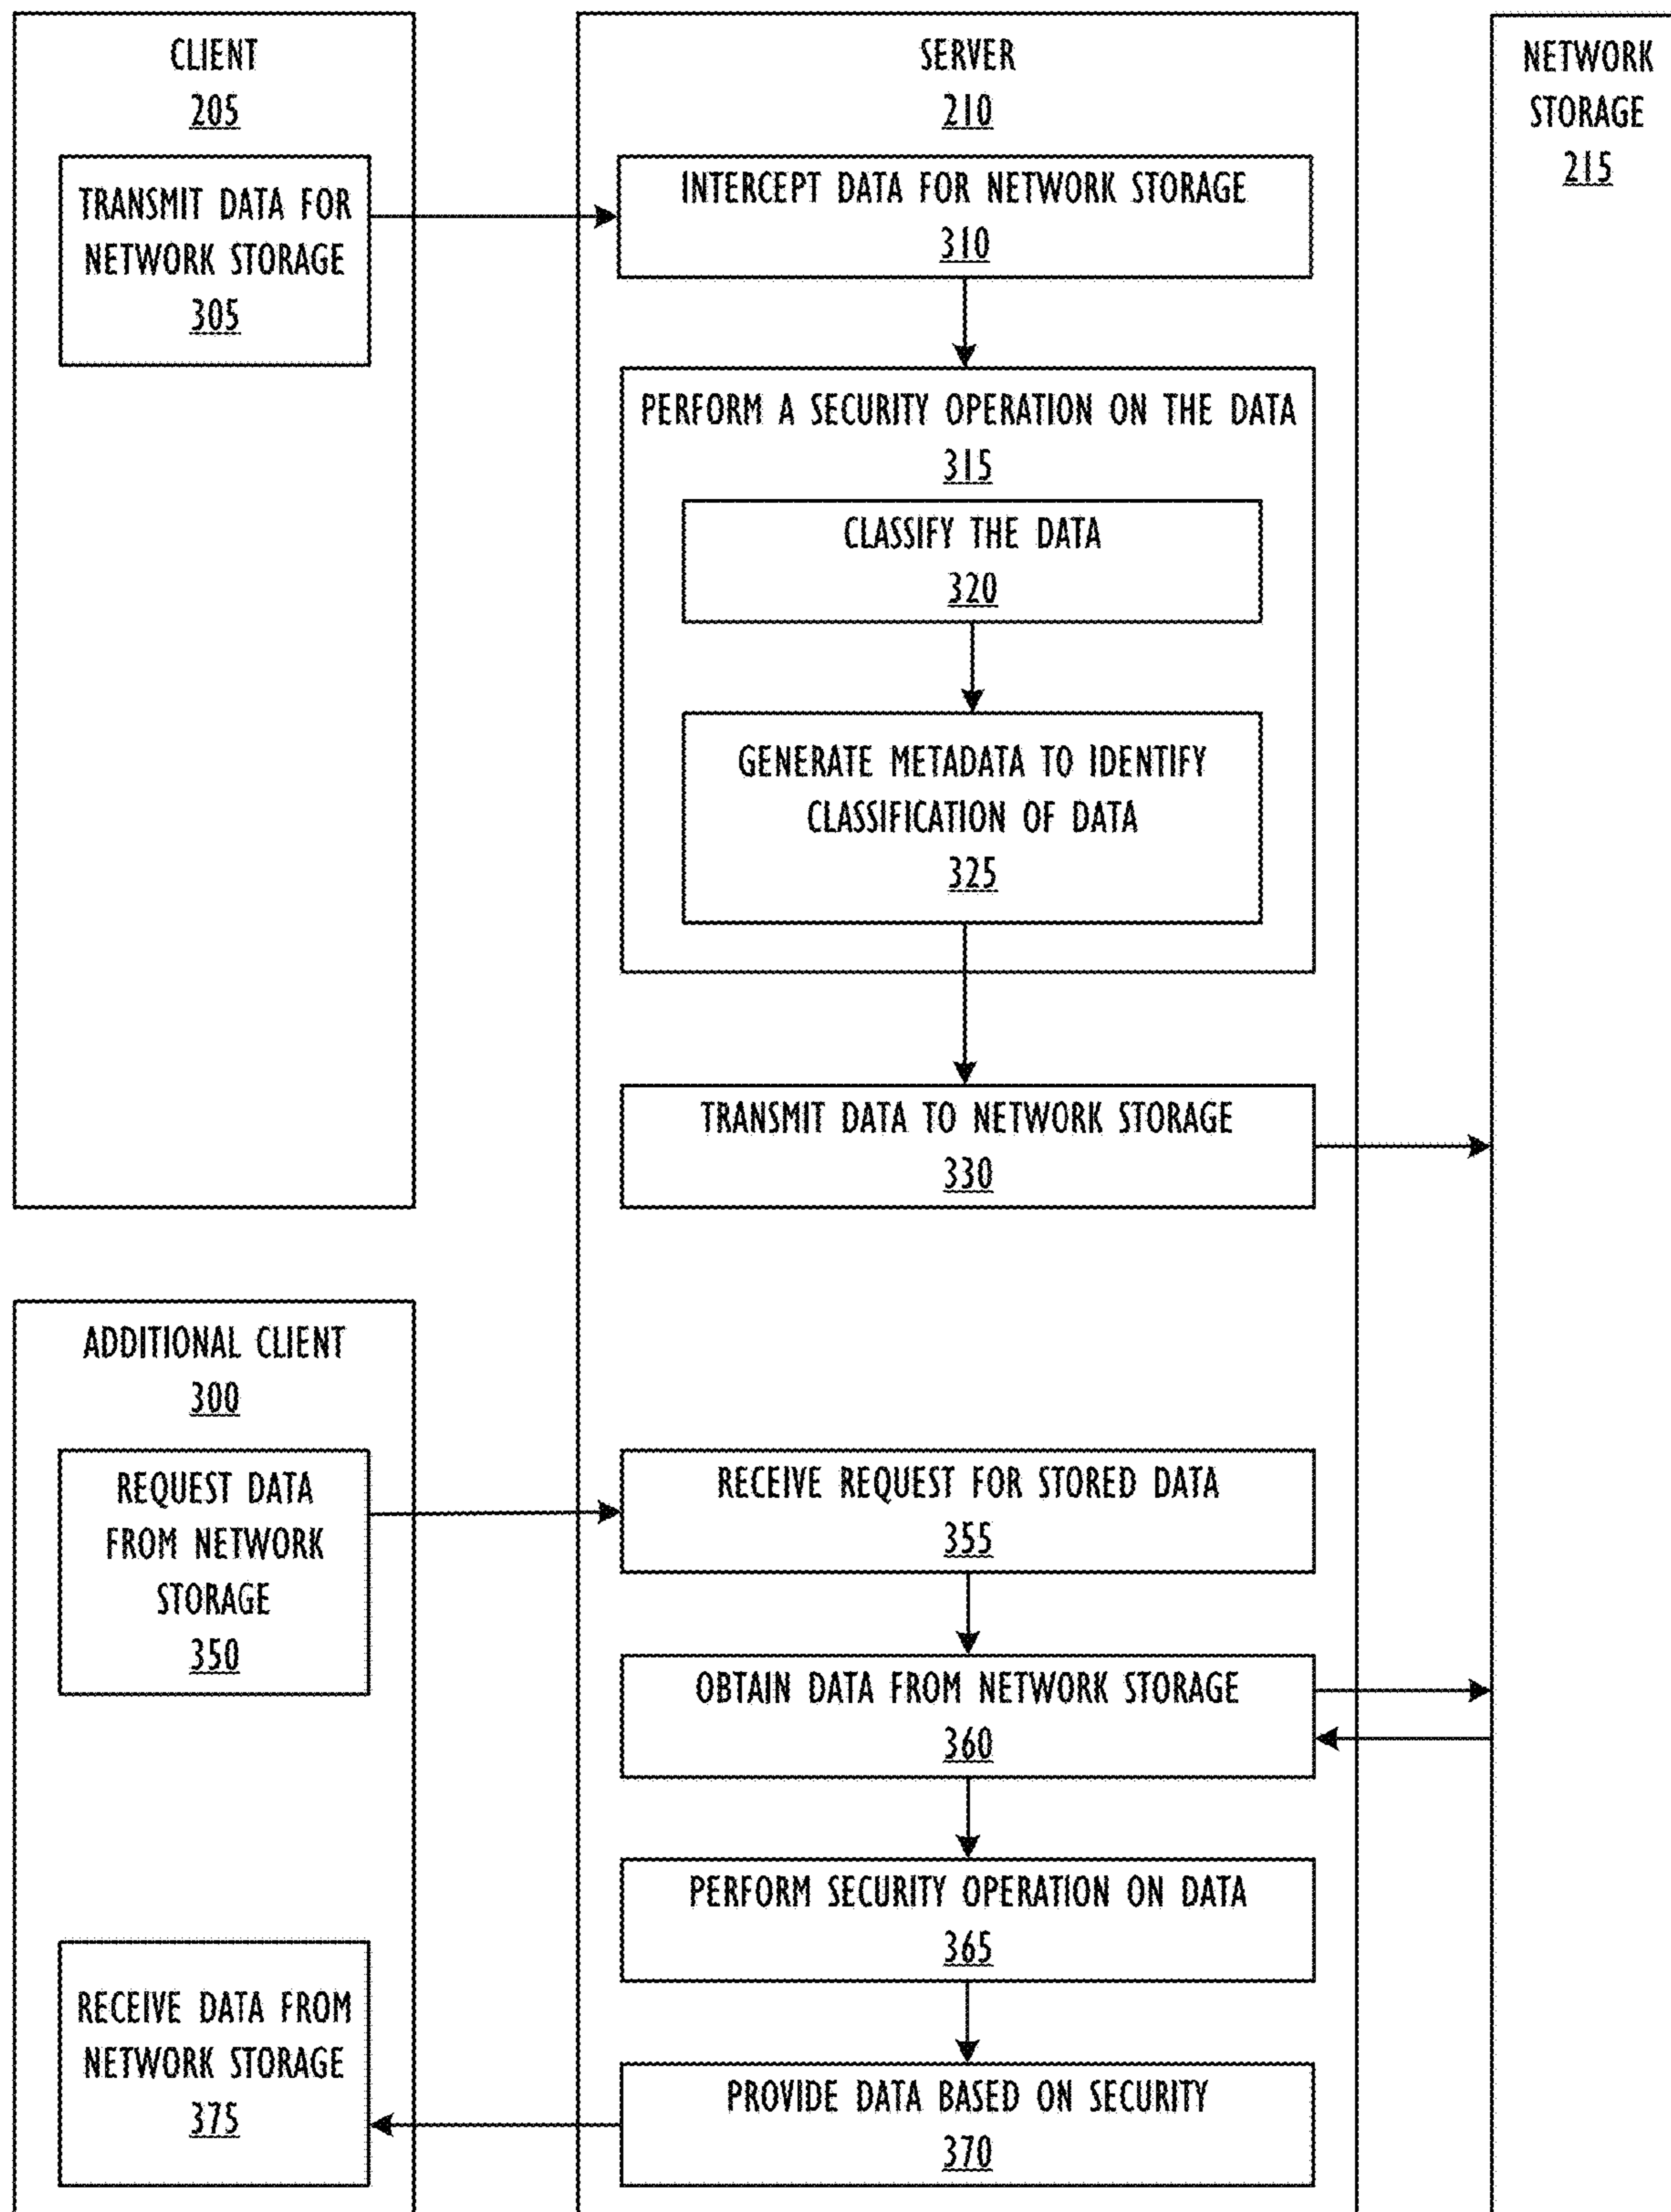 CLIENT
205
TRANSMIT DATA FOR
NETWORK STORAGE
305
SERVER
210
INTERCEPT DATA FOR NETWORK STORAGE
310
PERFORM A SECURITY OPERATION ON THE DATA
315
CLASSIFY THE DATA
320
GENERATE METADATA TO IDENTIFY
CLASSIFICATION OF DATA
325
TRANSMIT DATA TO NETWORK STORAGE
330
NETWORK
STORAGE
215
ADDITIONAL CLIENT
300
REQUEST DATA
FROM NETWORK
STORAGE
350
RECEIVE REQUEST FOR STORED DATA
355
OBTAIN DATA FROM NETWORK STORAGE
360
PERFORM SECURITY OPERATION ON DATA
365
PROVIDE DATA BASED ON SECURITY
370
RECEIVE DATA FROM
NETWORK STORAGE
375